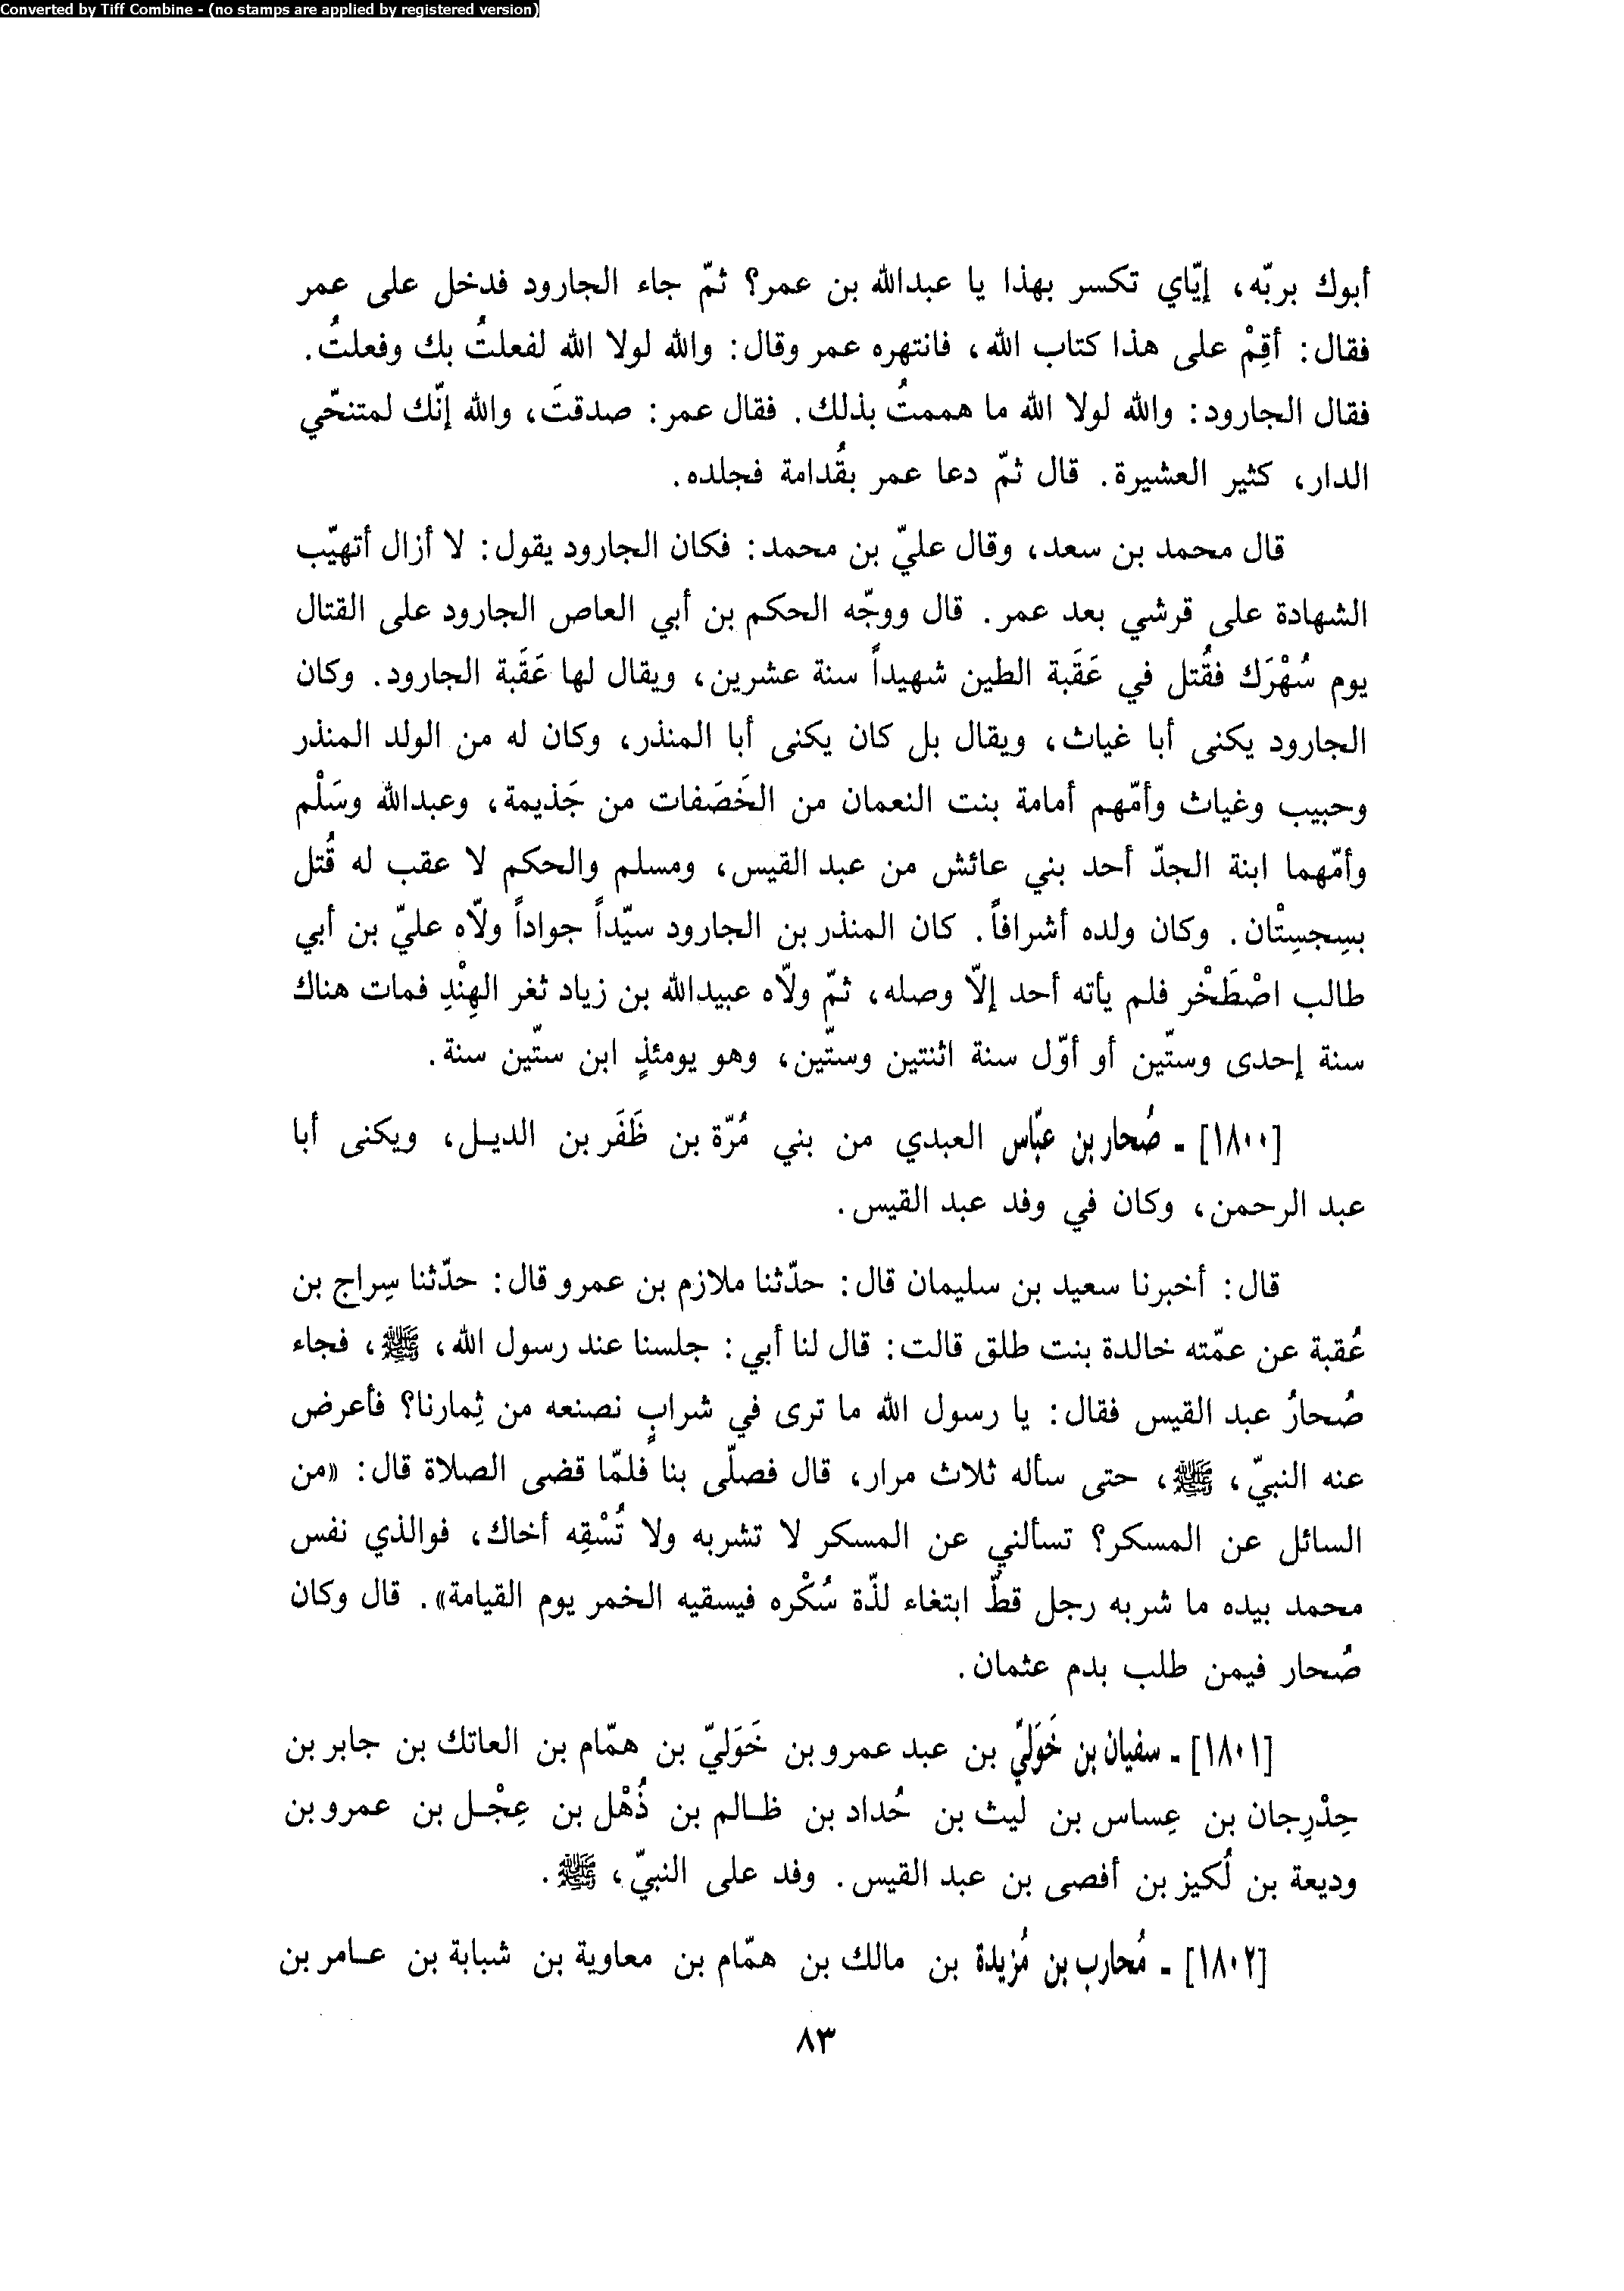 Converted by Tiff Combine - (no stamps are applied by registered version)
أبوك بربّه، إيّاي تكسر بهذا يا عبدالله بن عمر؟ ثمّ جاء الجارود فدخل على عمر
فقال: أقِمْ على هذا كتاب الله، فانتهره عمر وقال: والله لولا الله لفعلتُ بك وفعلتُ.
فقال الجارود: والله لولا الله ما هممتُ بذلك. فقال عمر: صدقتَ، والله إنّك لمتنحّي
الدار، كثير العشيرة. قال ثمّ دعا عمر بقُدامة فجلده.
قال محمد بن سعد، وقال عليّ بن محمد: فكان الجارود يقول: لا أزال أتهيّب
الشهادة على قرشي بعد عمر. قال ووجّه الحكم بن أبي العاص الجارود على القتال
يوم سُهْرَك فقُتل في عَقَبة الطين شهيداً سنة عشرين، ويقال لها عَقَبة الجارود. وكان
الجارود يكنى أبا غياث، ويقال بل كان يكنى أبا المنذر، وكان له من الولد المنذر
وحبيب وغياث وأمّهم أمامة بنت النعمان من الخَصَفات من جَذيمة، وعبدالله وسَلْم
وأمّهما ابنة الجدّ أحد بني عائش من عبد القيس، ومسلم والحكم لا عقب له قُتل
بسِجسِتْان. وكان ولده أشرافاً. كان المنذر بن الجارود سيّداً جواداً ولّاه عليّ بن أبي
طالب اصْطَخْر فلم يأته أحد إلّا وصله، ثمّ ولّاه عبيدالله بن زياد ثغر الهِنْدِ فمات هناك
سنة إحدى وستّين أو أوّل سنة اثنتين وستّين، وهو يومئذٍ ابن ستّين سنة.
[١٨٠٠] - صُحار بن عبّاس العبدي من بني مُرّة بن ظَفَر بن الديـل، ويكنى أبا
عبد الرحمن، وكان في وفد عبد القيس.
قال: أخبرنا سعيد بن سليمان قال: حدّثنا ملازم بن عمرو قال: حدّثنا سِراج بن
عُقبة عن عمّته خالدة بنت طلق قالت: قال لنا أبي: جلسنا عند رسول الله، ﷺ، فجاء
صُحارُ عبد القيس فقال: يا رسول الله ما ترى في شرابٍ نصنعه من ثِمارنا؟ فأعرض
عنه النبيّ، ﷺ، حتى سأله ثلاث مرار، قال فصلّى بنا فلمّا قضى الصلاة قال: «من
السائل عن المسكر؟ تسألني عن المسكر لا تشربه ولا تُسْقِه أخاك، فوالذي نفس
محمد بيده ما شربه رجل قطّ ابتغاء لذّة سُكْره فيسقيه الخمر يوم القيامة». قال وكان
صُحار فيمن طلب بدم عثمان.
[١٨٠١] - سفيان بن خَوَليّ بن عبد عمرو بن خَوَليّ بن همّام بن العاتك بن جابر بن
حِدْرِجان بن عِساس بن ليث بن حُداد بن ظـالم بن ذُهْل بن عِجْـل بن عمرو بن
وديعة بن لُكيز بن أفصى بن عبد القيس. وفد على النبيّ، ﷺ.
[١٨٠٢] - مُحارب بن مُزيدة بن مالك بن همّام بن معاوية بن شبابة بن عـامر بن
٨٣